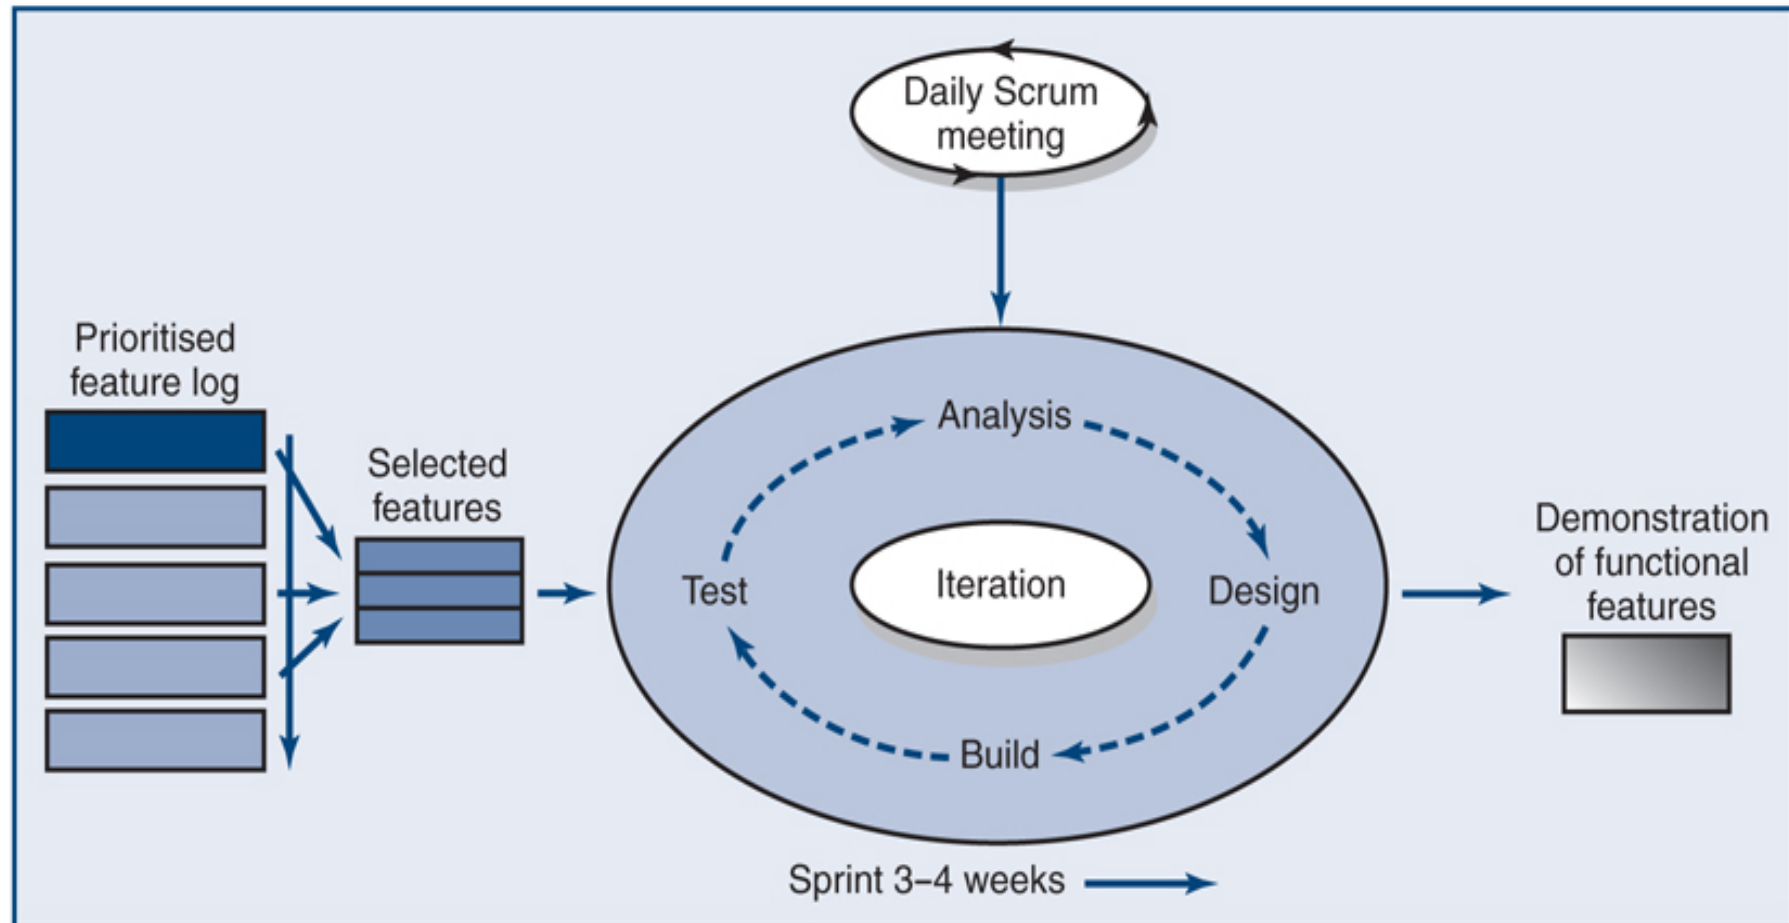 Daily Scrum
meeting
Prioritised
feature log
Selected
features
Analysis
Test
Iteration
Design
Build
Demonstration
of functional
features
Sprint 3–4 weeks